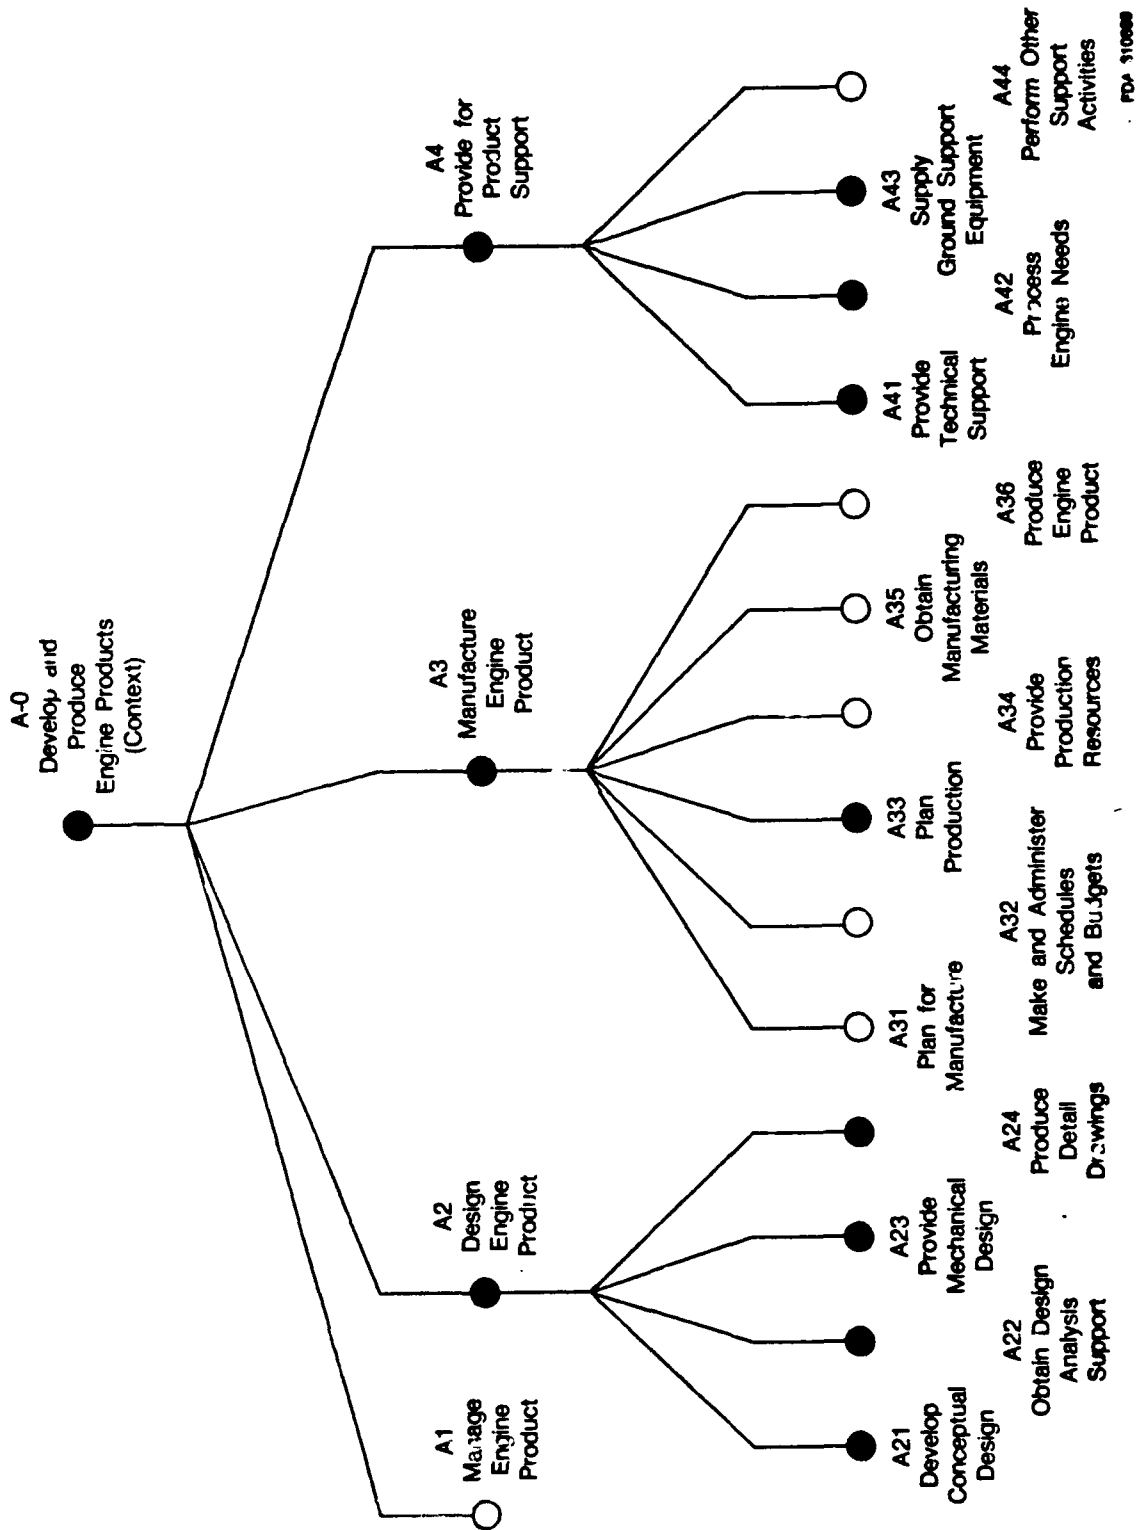 A-0
Develop and
Produce
Engine Products
(Context)
A1
Manage
Engine
Product
A2
Design
Engine
Product
A3
Manufacture
Engine
Product
A4
Provide for
Product
Support
A21
Develop
Conceptual
Design
A22
Obtain Design
Analysis
Support
A23
Provide
Mechanical
Design
A24
Produce
Detail
Drawings
A31
Plan for
Manufacture
A32
Make and Administer
Schedules
and Budgets
A33
Plan
Production
A34
Provide
Production
Resources
A35
Obtain
Manufacturing
Materials
A36
Produce
Engine
Product
A41
Provide
Technical
Support
A42
Process
Engine Needs
A43
Supply
Ground Support
Equipment
A44
Perform Other
Support
Activities